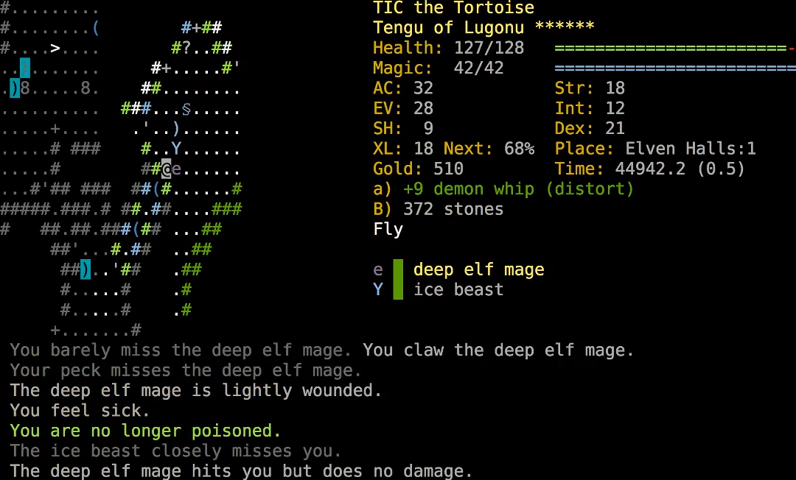 TIC the Tortoise
Tengu of Lugonu ******
Health: 127/128
Magic: 42/42
AC: 32 Str: 18
EV: 28 Int: 12
SH: 9 Dex: 21
XL: 18 Next: 68% Place: Elven Halls:1
Gold: 510 Time: 44942.2 (0.5)
a) +9 demon whip (distort)
B) 372 stones
Fly
e deep elf mage
Y ice beast
You barely miss the deep elf mage. You claw the deep elf mage.
Your peck misses the deep elf mage.
The deep elf mage is lightly wounded.
You feel sick.
You are no longer poisoned.
The ice beast closely misses you.
The deep elf mage hits you but does no damage.